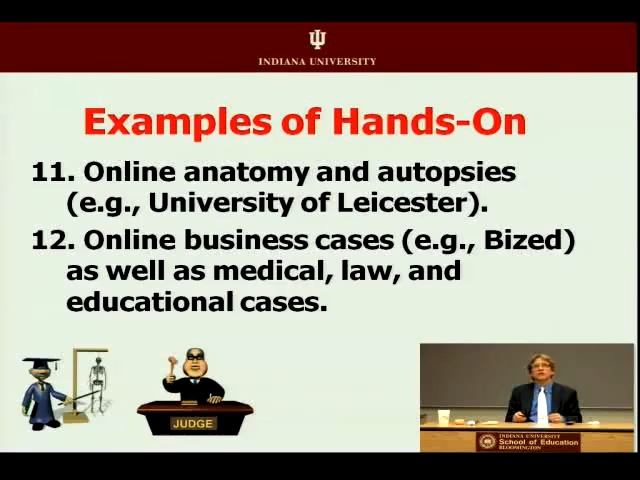 INDIANA UNIVERSITY
Examples of Hands-On
11. Online anatomy and autopsies
(e.g., University of Leicester).
12. Online business cases (e.g., Bized)
as well as medical, law, and
educational cases.
JUDGE
INDIANA UNIVERSITY
School of Education
BLOOMINGTON